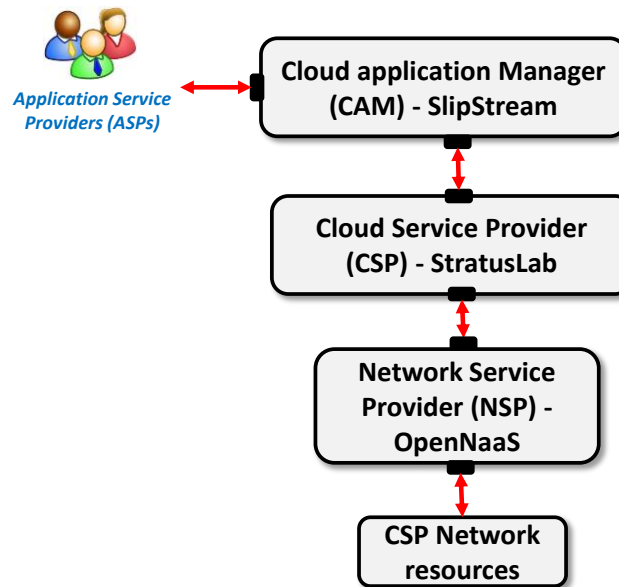 Application Service
Providers (ASPs)
Cloud application Manager
(CAM) - SlipStream
Cloud Service Provider
(CSP) - StratusLab
Network Service
Provider (NSP) -
OpenNaaS
CSP Network
resources